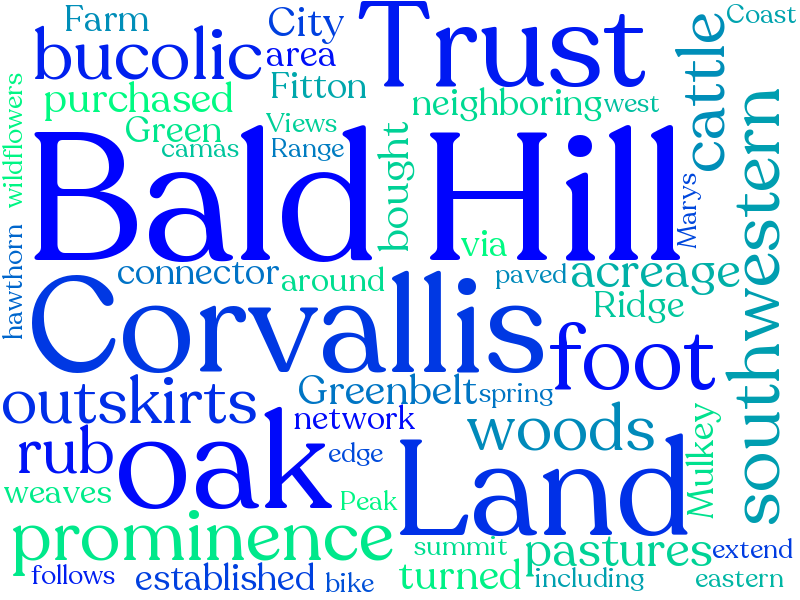 Farm
City
Trust
Coast
bucolic
area
cattle
Fitton
wildflowers
purchased
neighboring
west
Green
Views
camas
Range
bought
southwestern
Bald Hill
Marys
hawthorn
via
connector
around
paved
acreage
Corvallis
Ridge
foot
outskirts
Greenbelt
spring
network
woods
Mulkey
rub
oak
edge
Land
weaves
Peak
prominence
summit
pastures
extend
follows
established
bike
turned
including
eastern